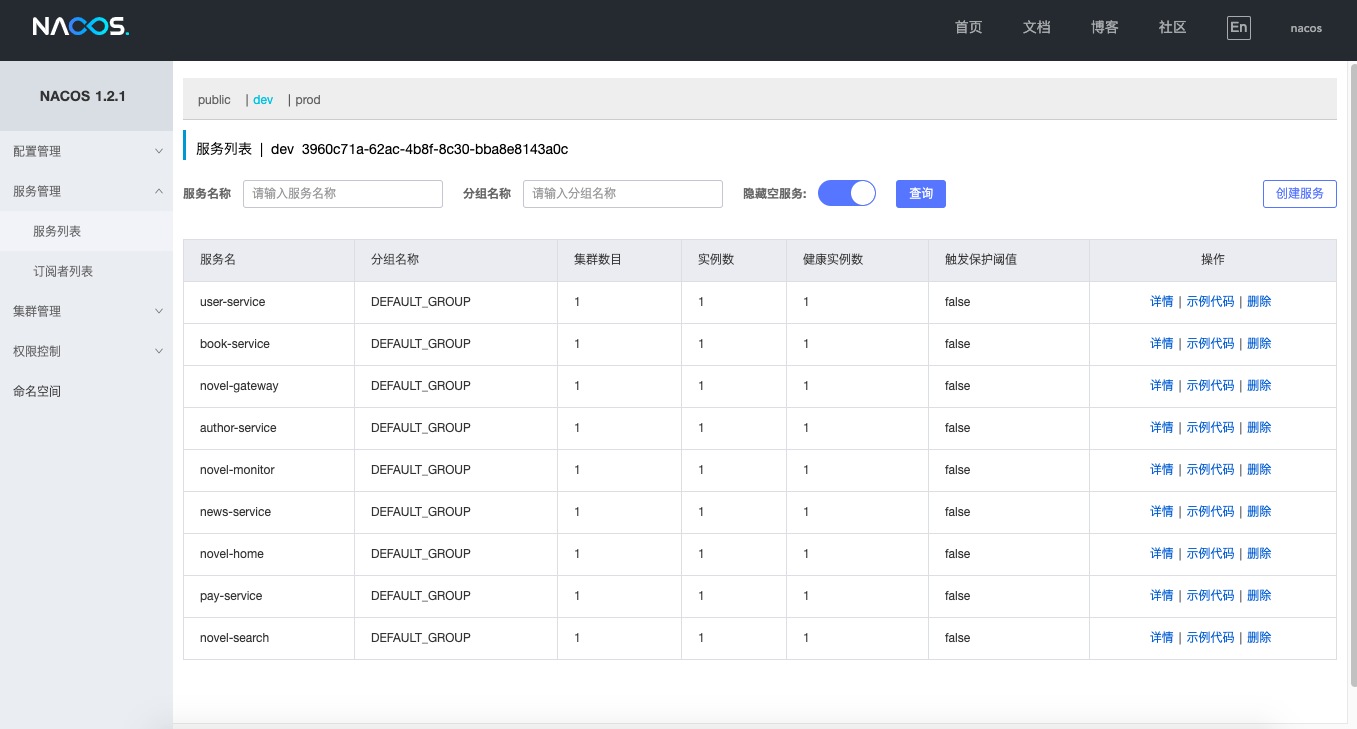 NACOS.
首页 文档 博客 社区 En nacos
NACOS 1.2.1
配置管理
服务管理
服务列表
订阅者列表
集群管理
权限控制
命名空间
public | dev | prod
服务列表 | dev 3960c71a-62ac-4b8f-8c30-bba8e8143a0c
服务名称 请输入服务名称 分组名称 请输入分组名称 隐藏空服务: 查询 创建服务
服务名 分组名称 集群数目 实例数 健康实例数 触发保护阈值 操作
user-service DEFAULT_GROUP 1 1 1 false 详情 | 示例代码 | 删除
book-service DEFAULT_GROUP 1 1 1 false 详情 | 示例代码 | 删除
novel-gateway DEFAULT_GROUP 1 1 1 false 详情 | 示例代码 | 删除
author-service DEFAULT_GROUP 1 1 1 false 详情 | 示例代码 | 删除
novel-monitor DEFAULT_GROUP 1 1 1 false 详情 | 示例代码 | 删除
news-service DEFAULT_GROUP 1 1 1 false 详情 | 示例代码 | 删除
novel-home DEFAULT_GROUP 1 1 1 false 详情 | 示例代码 | 删除
pay-service DEFAULT_GROUP 1 1 1 false 详情 | 示例代码 | 删除
novel-search DEFAULT_GROUP 1 1 1 false 详情 | 示例代码 | 删除